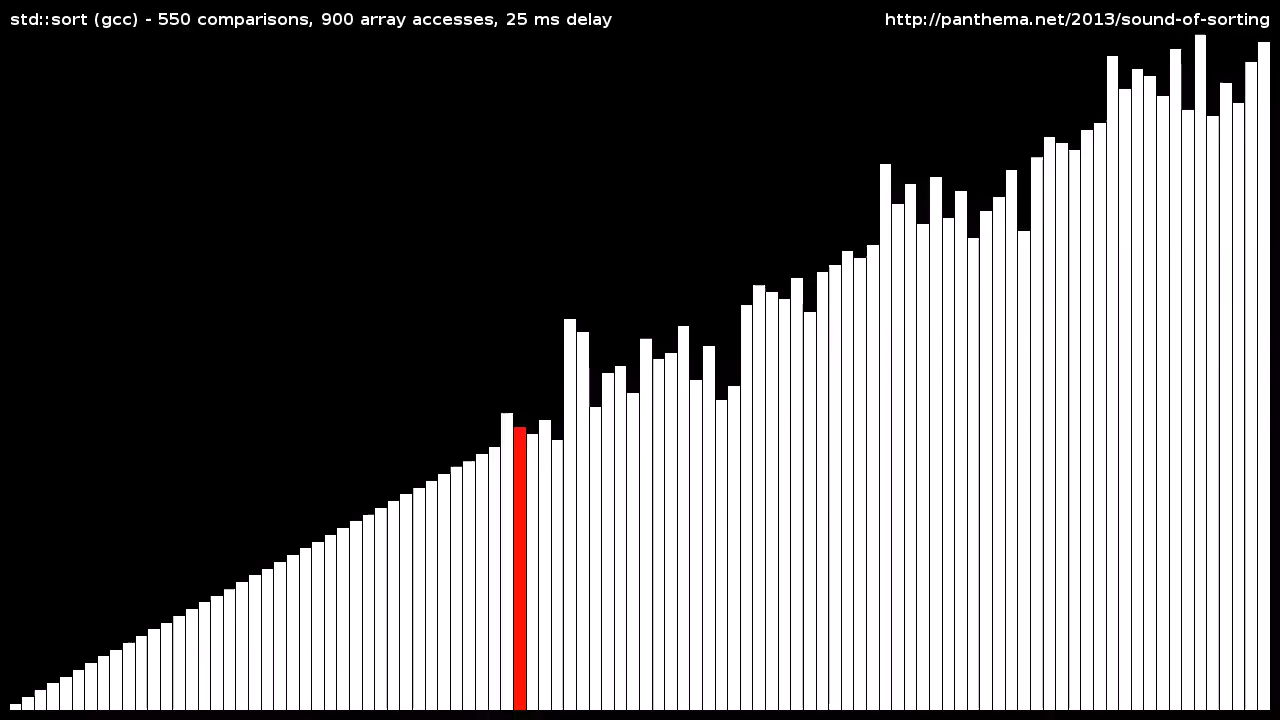 std::sort (gcc) - 550 comparisons, 900 array accesses, 25 ms delay
http://panthema.net/2013/sound-of-sorting